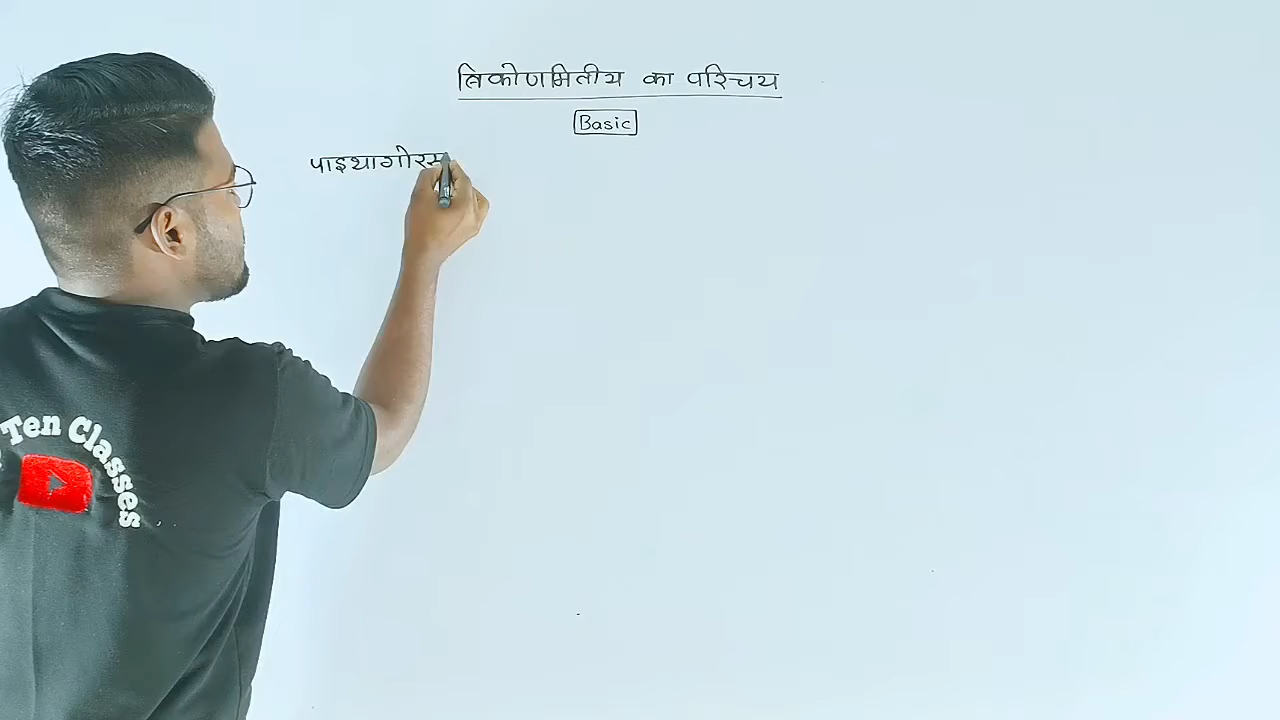 त्रिकोणमितीय का परिचय
Basic
पाइथागोरस
Ten Classes